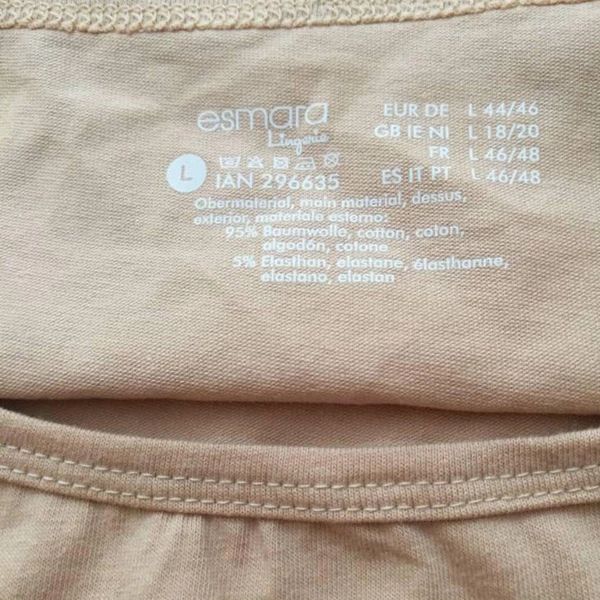 esmara
Lingerie
L
IAN 296635
EUR DE L 44/46
GB IE NI L 18/20
FR L 46/48
ES IT PT L 46/48
Obermaterial, main material, dessus,
exterior, materiale esterno:
95% Baumwolle, cotton, coton,
algodón, cotone
5% Elasthan, elastane, élasthanne,
elastano, elastan